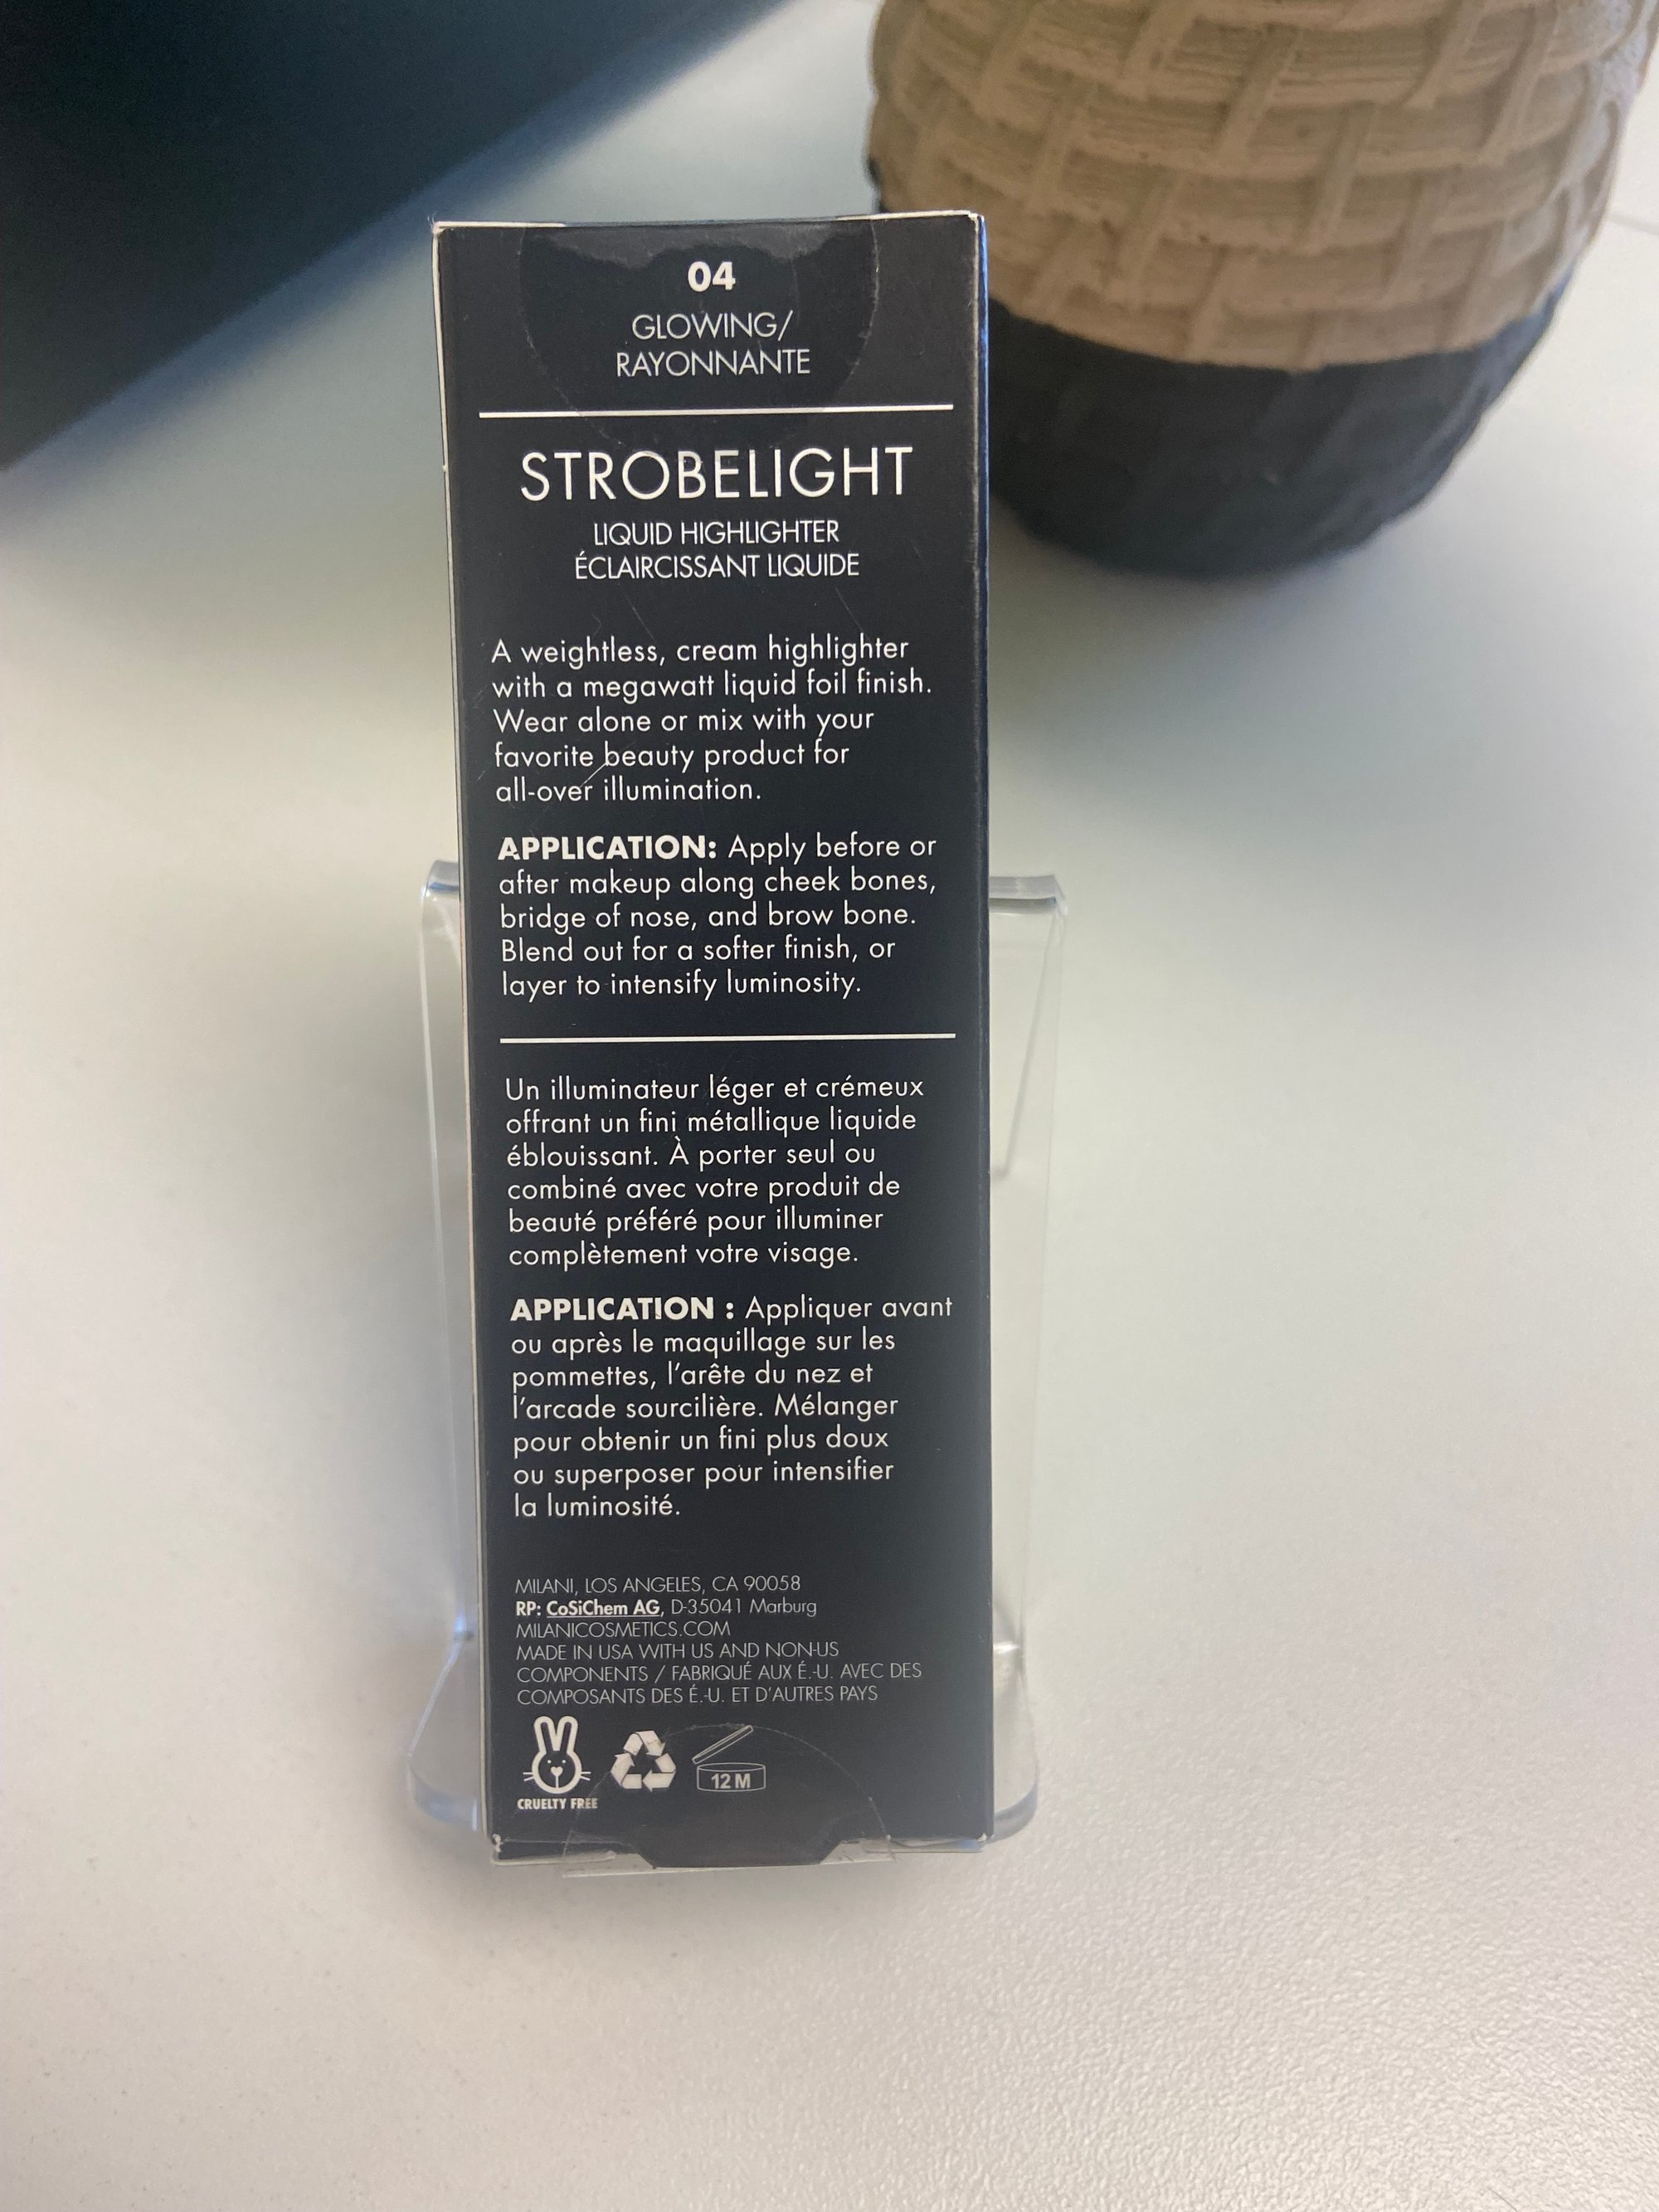 04
GLOWING/
RAYONNANTE
STROBELIGHT
LIQUID HIGHLIGHTER
ÉCLAIRCISSANT LIQUIDE
A weightless, cream highlighter
with a megawatt liquid foil finish.
Wear alone or mix with your
favorite beauty product for
all-over illumination.
APPLICATION: Apply before or
after makeup along cheek bones,
bridge of nose, and brow bone.
Blend out for a softer finish, or
layer to intensify luminosity.
Un illuminateur léger et crémeux
offrant un fini métallique liquide
éblouissant. À porter seul ou
combiné avec votre produit de
beauté préféré pour illuminer
complètement votre visage.
APPLICATION : Appliquer avant
ou après le maquillage sur les
pommettes, l'arête du nez et
l'arcade sourcilière. Mélanger
pour obtenir un fini plus doux
ou superposer pour intensifier
la luminosité.
MILANI, LOS ANGELES, CA 90058
RP: CoSiChem AG, D-35041 Marburg
MILANICOSMETICS.COM
MADE IN USA WITH US AND NON-US
COMPONENTS / FABRIQUÉ AUX É.-U. AVEC DES
COMPOSANTS DES É.-U. ET D'AUTRES PAYS
12 M
CRUELTY FREE